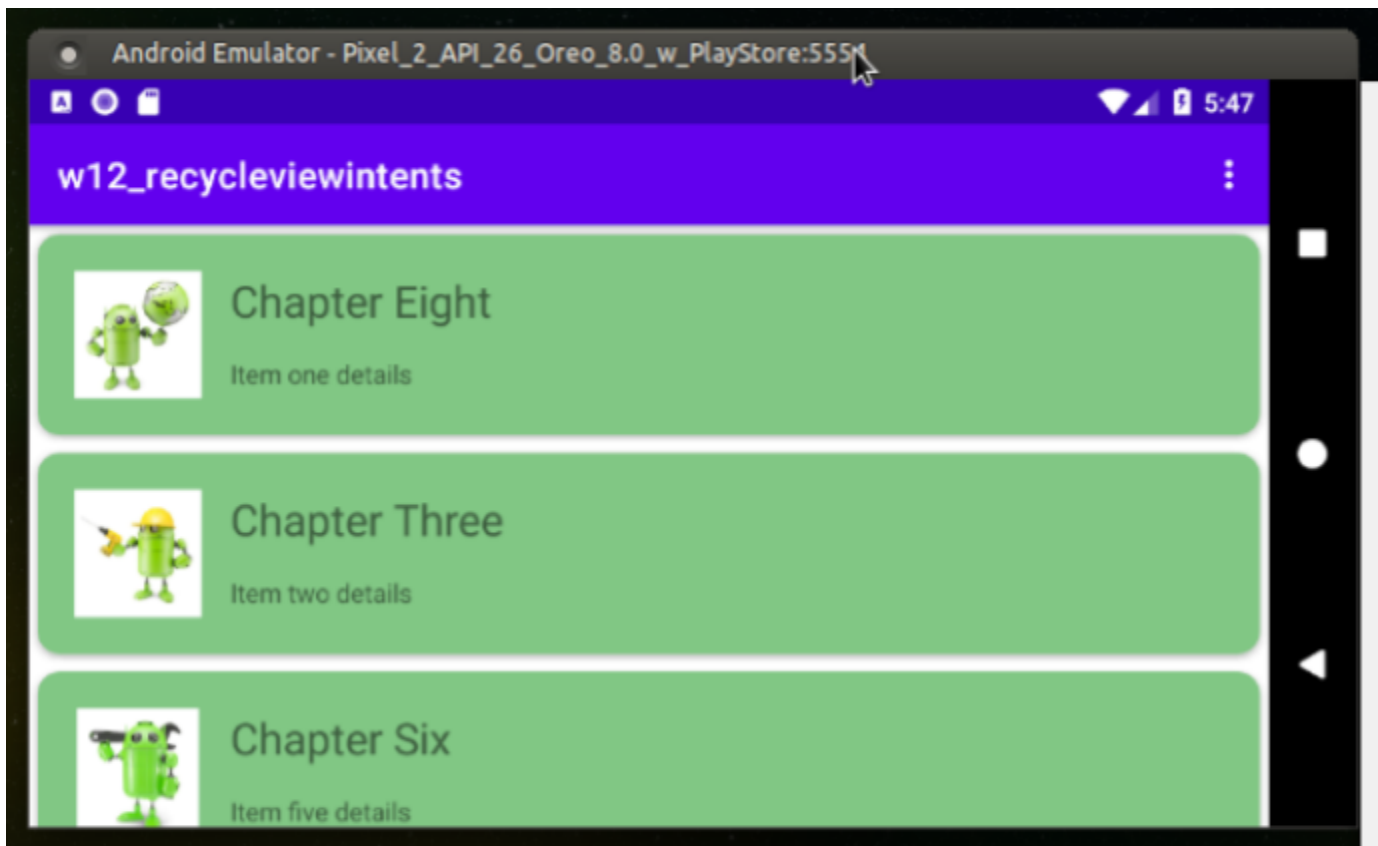 Android Emulator - Pixel_2_API_26_Oreo_8.0_w_PlayStore:5554
5:47
w12_recycleviewintents
Chapter Eight
Item one details
Chapter Three
Item two details
Chapter Six
Item five details